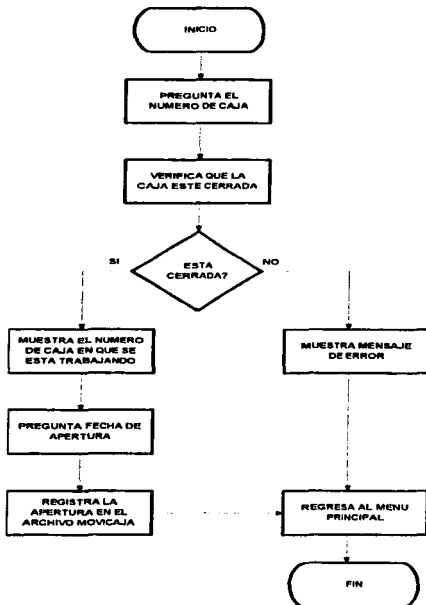 INICIO
PREGUNTA EL
NUMERO DE CAJA
VERIFICA QUE LA
CAJA ESTE CERRADA
SI
ESTA
CERRADA?
NO
MUESTRA EL NUMERO
DE CAJA EN QUE SE
ESTA TRABAJANDO
MUESTRA MENSAJE
DE ERROR
PREGUNTA FECHA DE
APERTURA
REGISTRA LA
APERTURA EN EL
ARCHIVO MOVICAJA
REGRESA AL MENU
PRINCIPAL
FIN